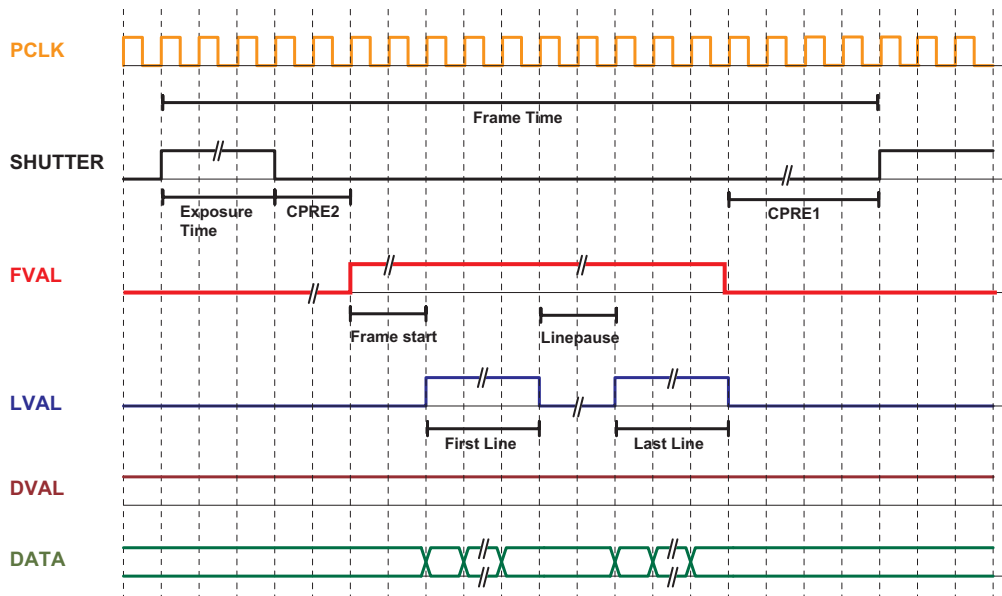 PCLK
Frame Time
SHUTTER
Exposure
Time
CPRE2
CPRE1
FVAL
Frame start
Linepause
LVAL
First Line
Last Line
DVAL
DATA